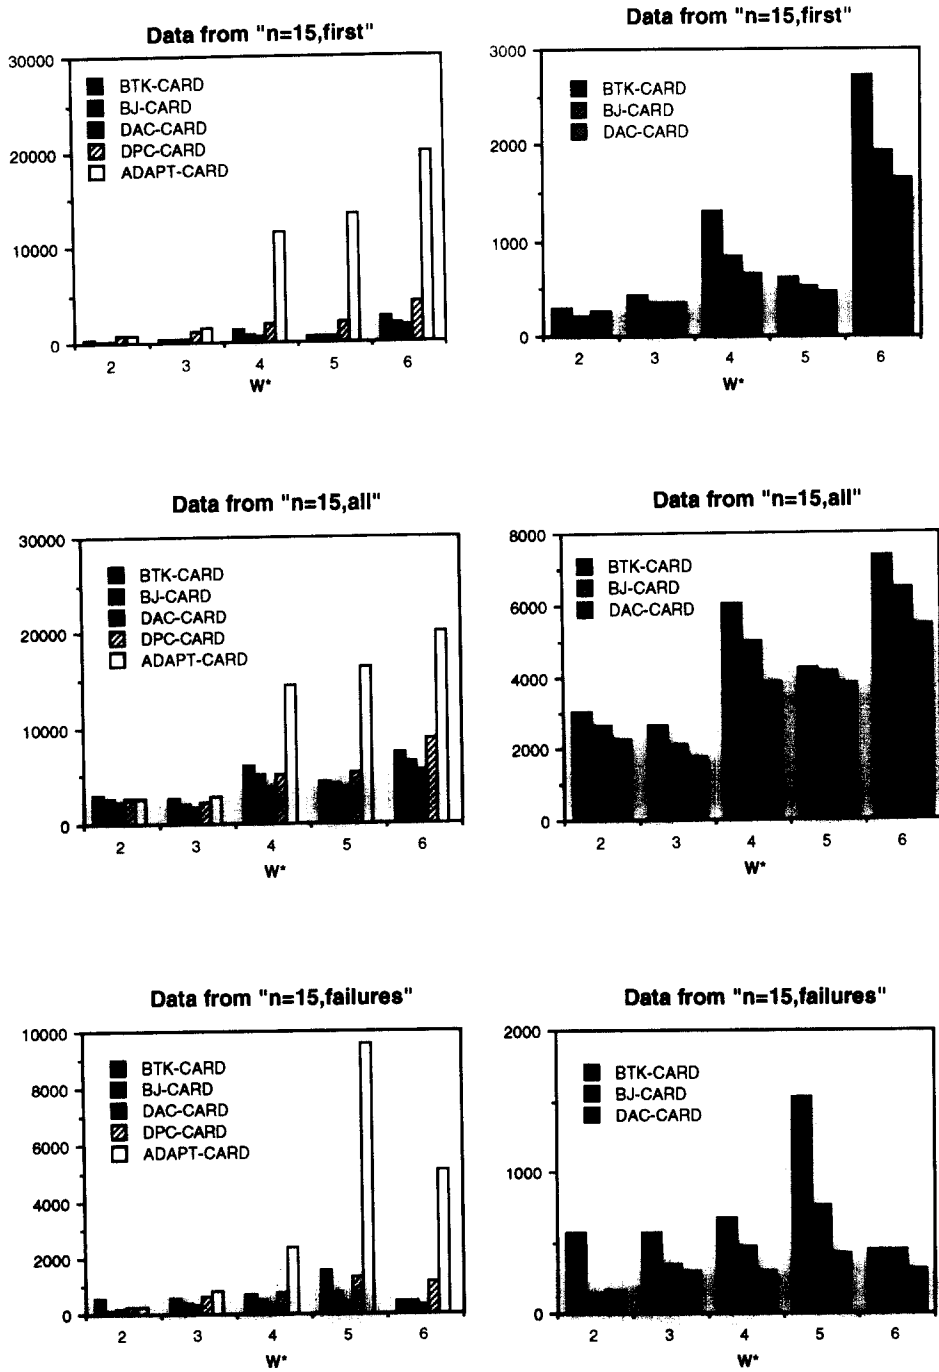 Data from "n=15,first"
30000
20000
10000
0
BTK-CARD
BJ-CARD
DAC-CARD
DPC-CARD
ADAPT-CARD
2 3 4 5 6
W*
Data from "n=15,first"
3000
2000
1000
0
BTK-CARD
BJ-CARD
DAC-CARD
2 3 4 5 6
W*
Data from "n=15,all"
30000
20000
10000
0
BTK-CARD
BJ-CARD
DAC-CARD
DPC-CARD
ADAPT-CARD
2 3 4 5 6
W*
Data from "n=15,all"
8000
6000
4000
2000
0
BTK-CARD
BJ-CARD
DAC-CARD
2 3 4 5 6
W*
Data from "n=15,failures"
10000
8000
6000
4000
2000
0
BTK-CARD
BJ-CARD
DAC-CARD
DPC-CARD
ADAPT-CARD
2 3 4 5 6
W*
Data from "n=15,failures"
2000
1000
0
BTK-CARD
BJ-CARD
DAC-CARD
2 3 4 5 6
W*